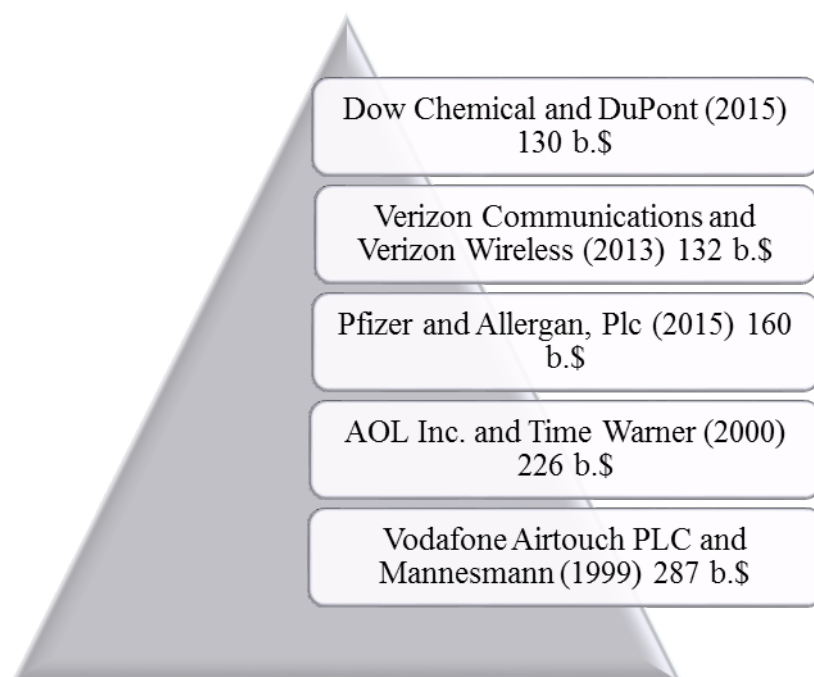 Dow Chemical and DuPont (2015)
130 b.$
Verizon Communications and
Verizon Wireless (2013) 132 b.$
Pfizer and Allergan, Plc (2015) 160
b.$
AOL Inc. and Time Warner (2000)
226 b.$
Vodafone Airtouch PLC and
Mannesmann (1999) 287 b.$